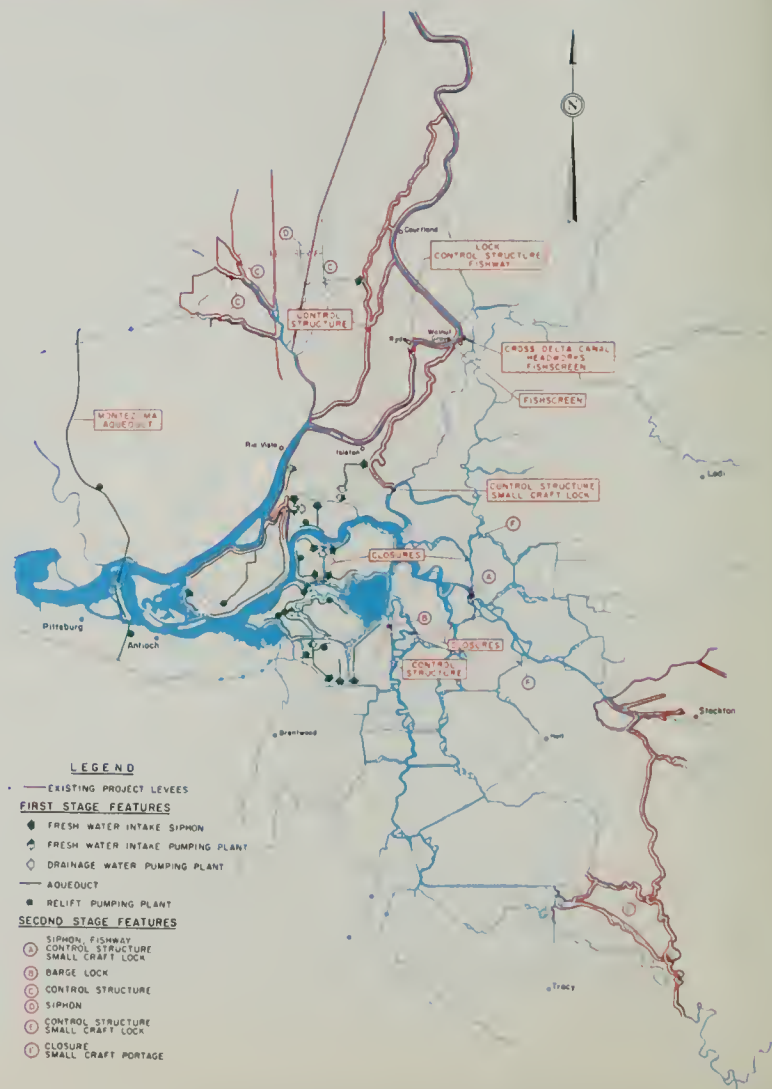 N
Courtland
LOCK
CONTROL STRUCTURE
FISHWAY
D
C
C
C
CONTROL
STRUCTURE
Ryde
Walnut
Grove
CROSS DELTA CANAL
HEADWORKS
FISHSCREEN
FISHSCREEN
MONTEZUMA
AQUEDUCT
Rio Vista
Isleton
Lodi
CONTROL STRUCTURE
SMALL CRAFT LOCK
F
CLOSURES
A
B
CLOSURES
CONTROL
STRUCTURE
F
Pittsburg
Antioch
Brentwood
Holt
Stockton
Tracy
LEGEND
EXISTING PROJECT LEVEES
FIRST STAGE FEATURES
FRESH WATER INTAKE SIPHON
FRESH WATER INTAKE PUMPING PLANT
DRAINAGE WATER PUMPING PLANT
AQUEDUCT
RELIFT PUMPING PLANT
SECOND STAGE FEATURES
A SIPHON, FISHWAY
CONTROL STRUCTURE
SMALL CRAFT LOCK
B BARGE LOCK
C CONTROL STRUCTURE
D SIPHON
E CONTROL STRUCTURE
SMALL CRAFT LOCK
F CLOSURE
SMALL CRAFT PORTAGE